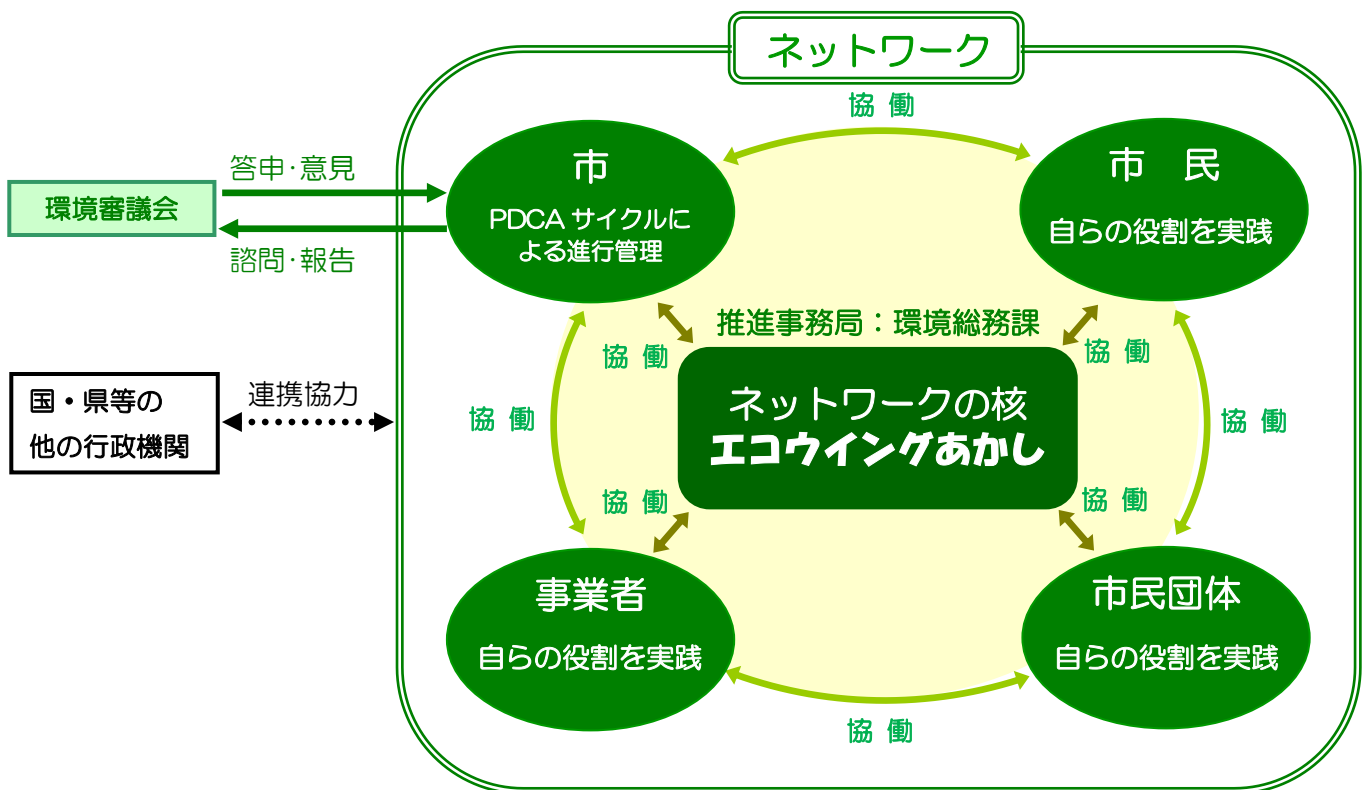 ネットワーク
協 働
市
PDCA サイクルに
よる進行管理
市 民
自らの役割を実践
答申・意見
環境審議会
諮問・報告
推進事務局：環境総務課
協 働
協 働
ネットワークの核
エコウイングあかし
連携協力
国・県等の
他の行政機関
協 働
協 働
協 働
協 働
事業者
自らの役割を実践
市民団体
自らの役割を実践
協 働